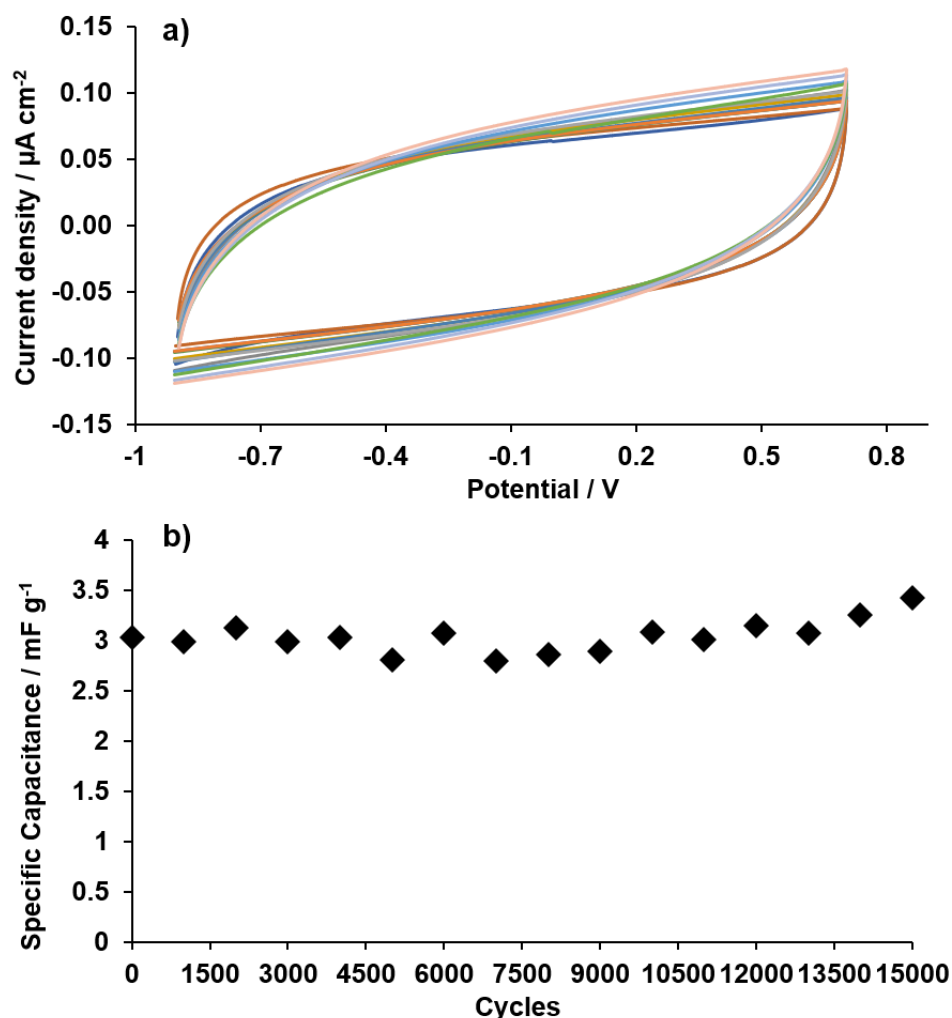 a)
0.15
0.10
0.05
0.00
-0.05
-0.10
-0.15
Current density / µA cm-2
-1 -0.7 -0.4 -0.1 0.2 0.5 0.8
Potential / V
b)
4
3.5
3
2.5
2
1.5
1
0.5
0
Specific Capacitance / mF g-1
0 1500 3000 4500 6000 7500 9000 10500 12000 13500 15000
Cycles